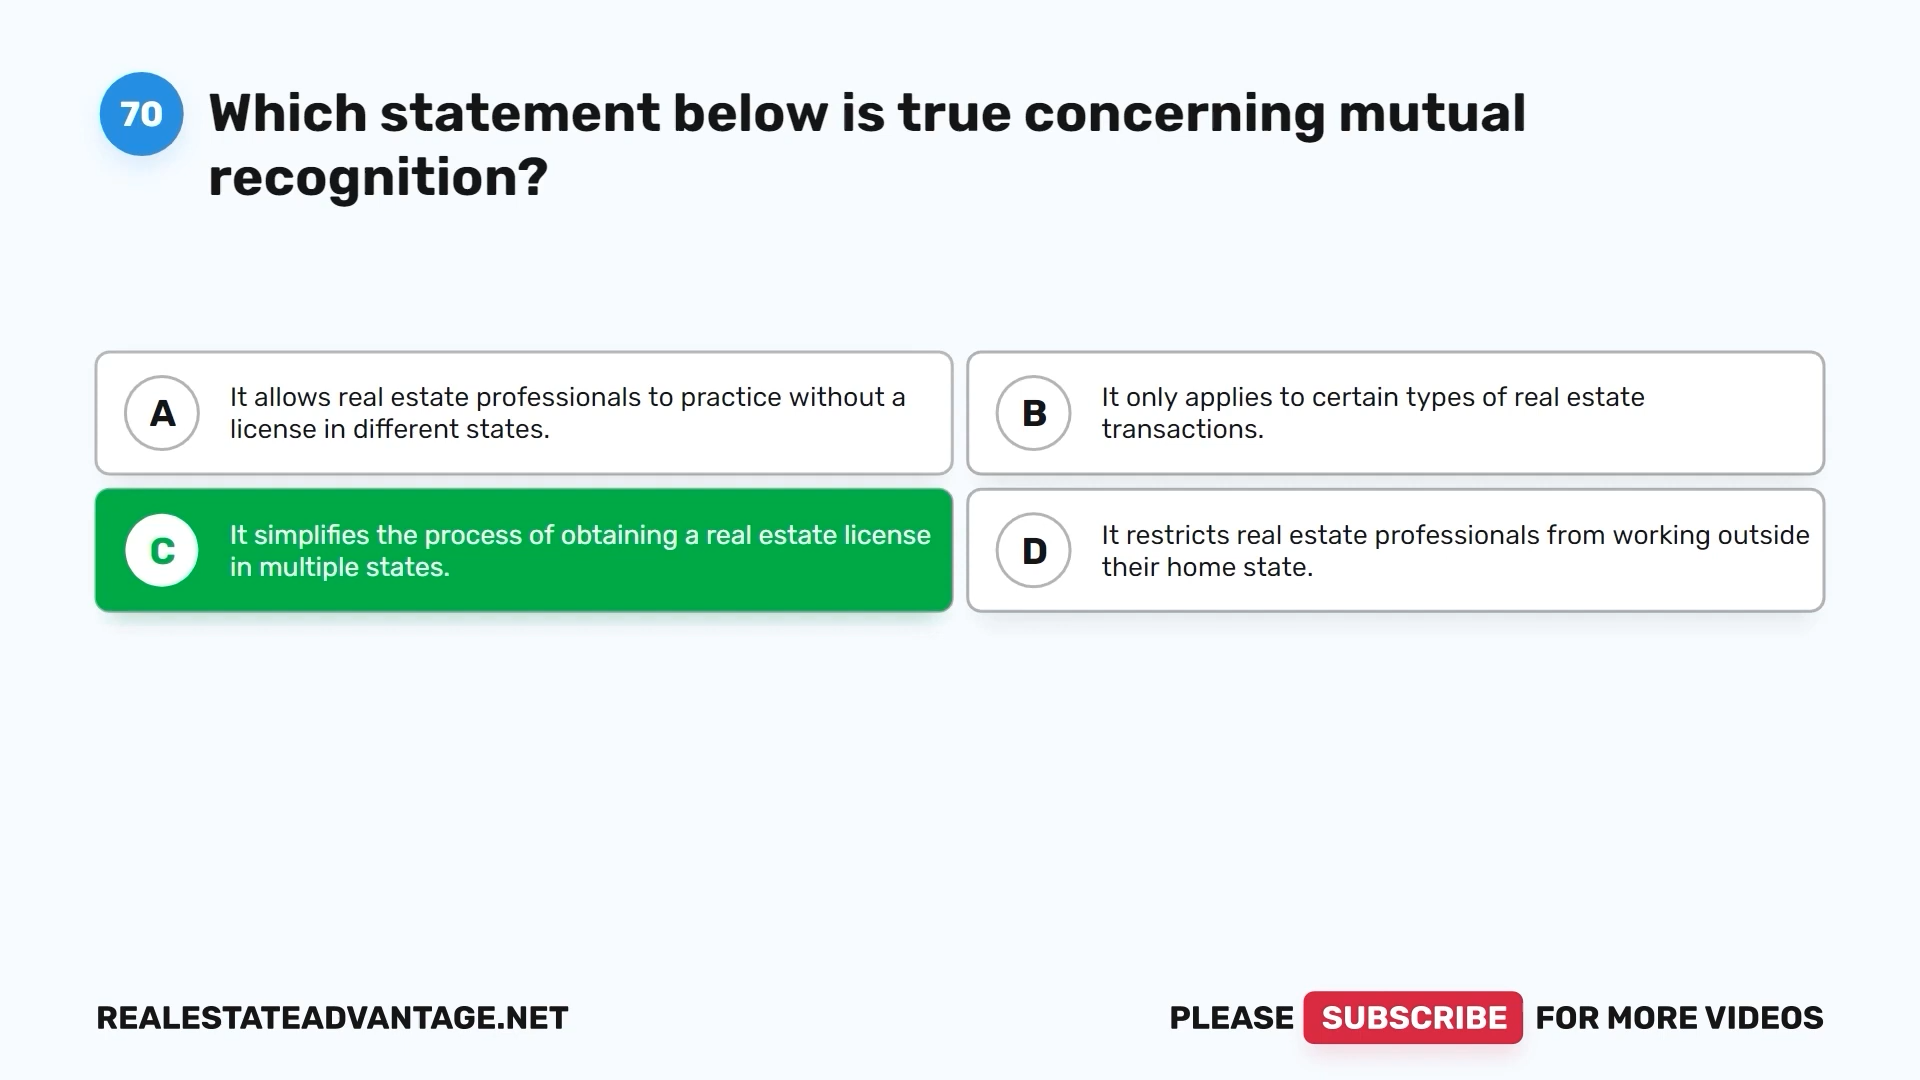 70
Which statement below is true concerning mutual
recognition?
A
It allows real estate professionals to practice without a
license in different states.
B
It only applies to certain types of real estate
transactions.
C
It simplifies the process of obtaining a real estate license
in multiple states.
D
It restricts real estate professionals from working outside
their home state.
REALESTATEADVANTAGE.NET
PLEASE SUBSCRIBE FOR MORE VIDEOS